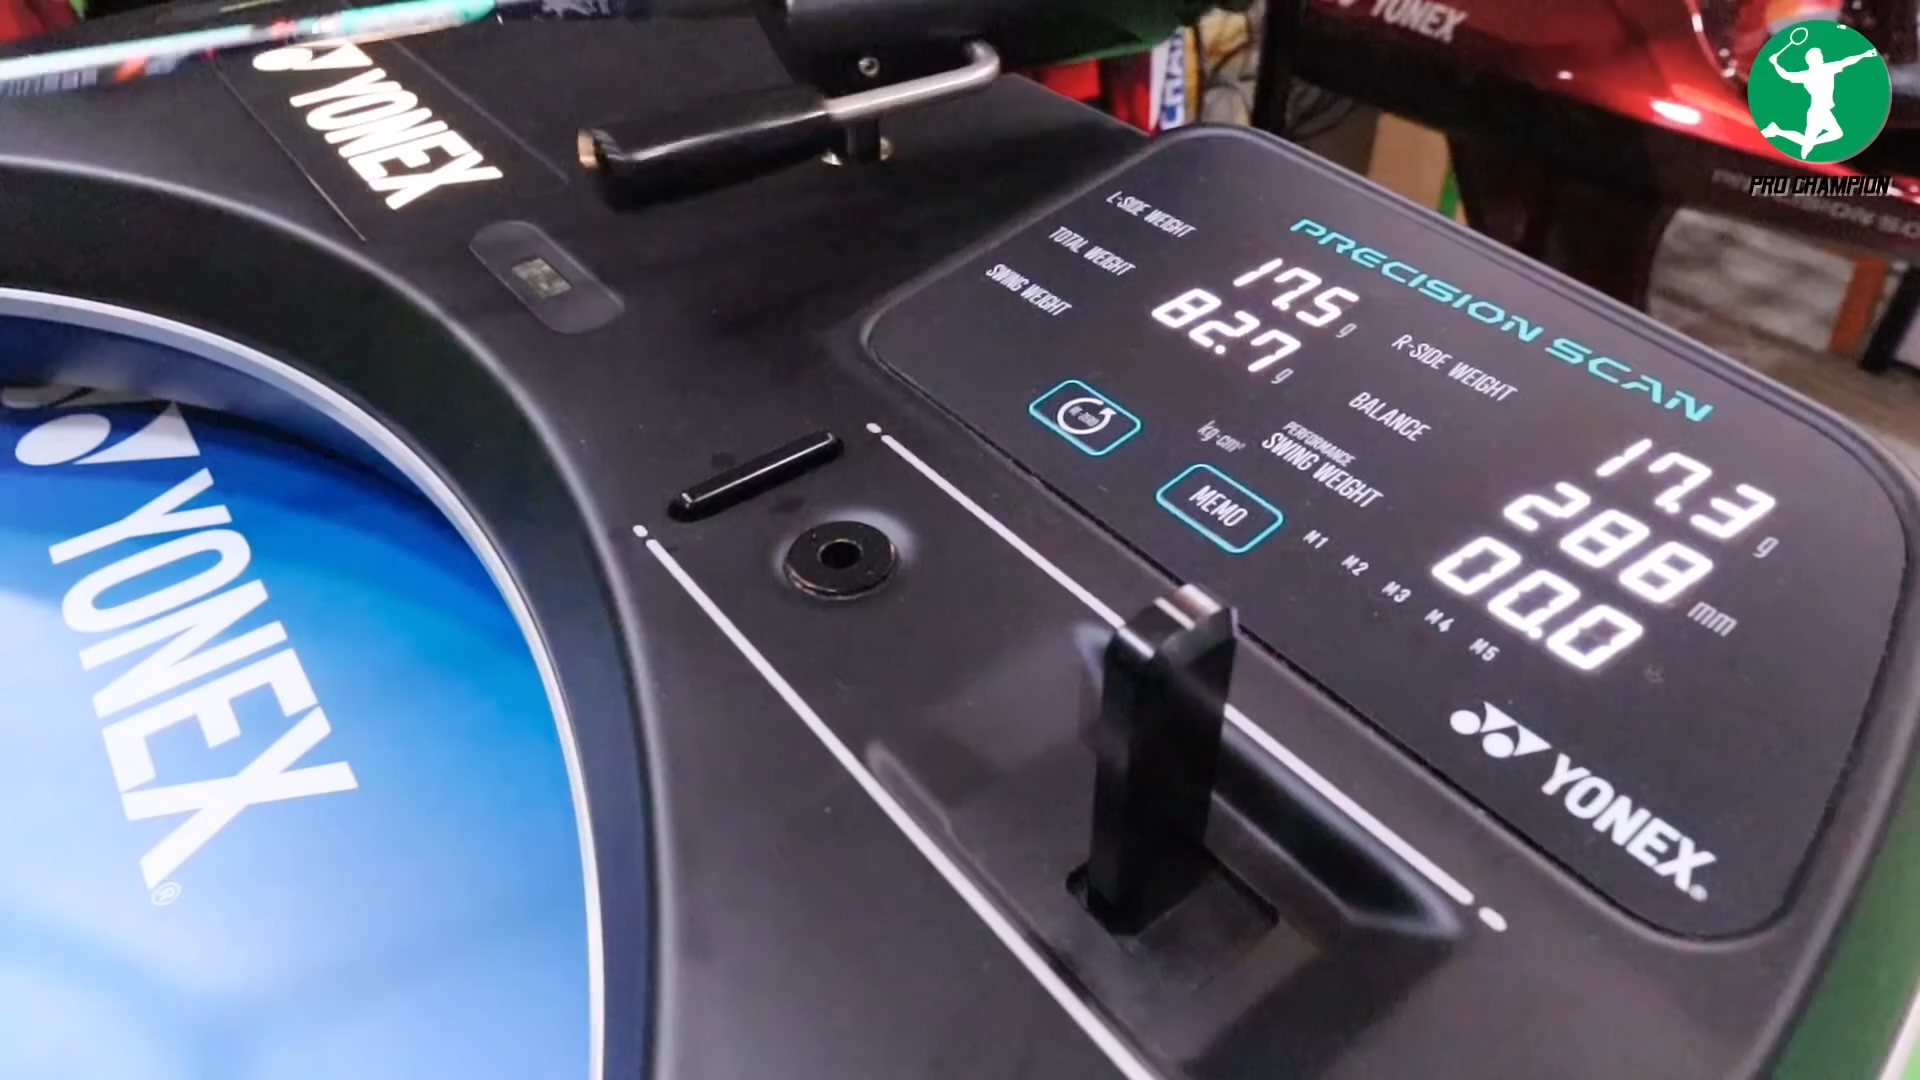 YONEX
PRO CHAMPION
YONEX
PRECISION SCAN
L-SIDE WEIGHT 17.5 g
TOTAL WEIGHT 82.7 g
SWING WEIGHT
kg·cm²
R-SIDE WEIGHT 17.3 g
BALANCE 288 mm
PERFORMANCE
SWING WEIGHT 00.0
RE-ZERO
MEMO
M1 M2 M3 M4 M5
YONEX®
YONEX®